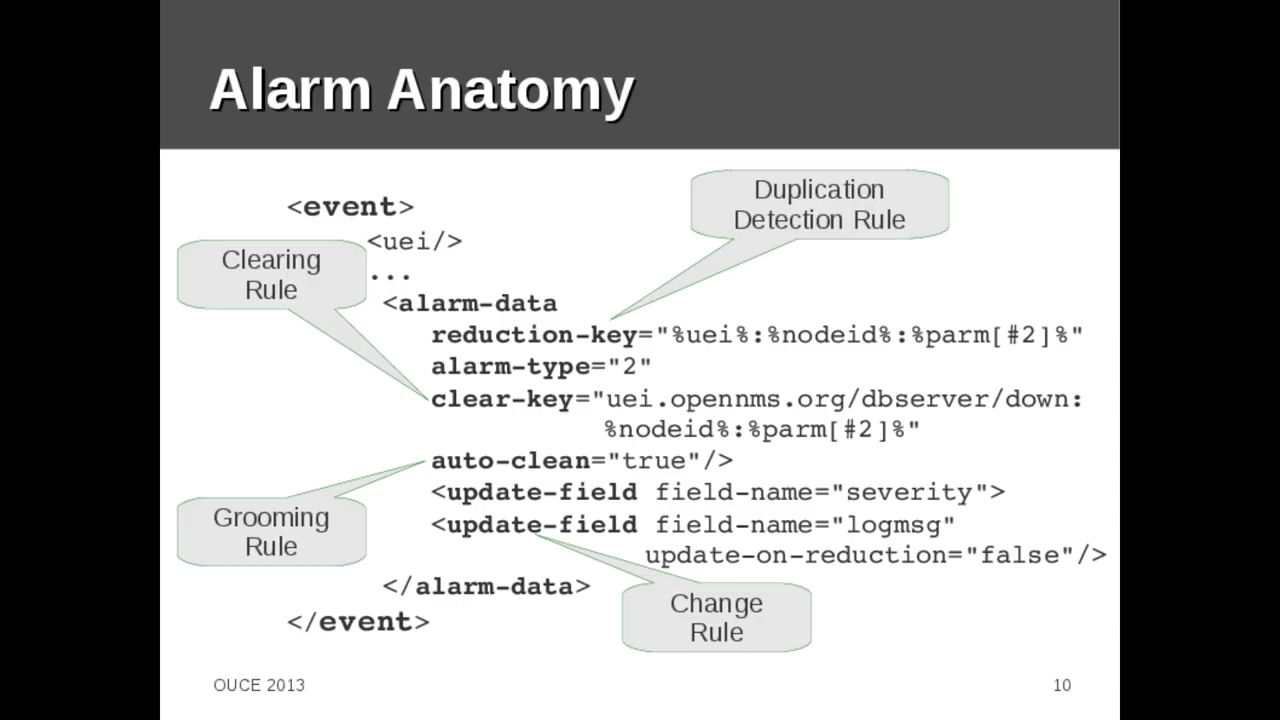 Alarm Anatomy
Duplication
Detection Rule
<event>
<uei/>
Clearing
Rule
...
<alarm-data
reduction-key="%uei%:%nodeid%:%parm[#2]%"
alarm-type="2"
clear-key="uei.opennms.org/dbserver/down:
%nodeid%:%parm[#2]%"
auto-clean="true"/>
<update-field field-name="severity">
Grooming
Rule
<update-field field-name="logmsg"
update-on-reduction="false"/>
</alarm-data>
Change
Rule
</event>
OUCE 2013
10